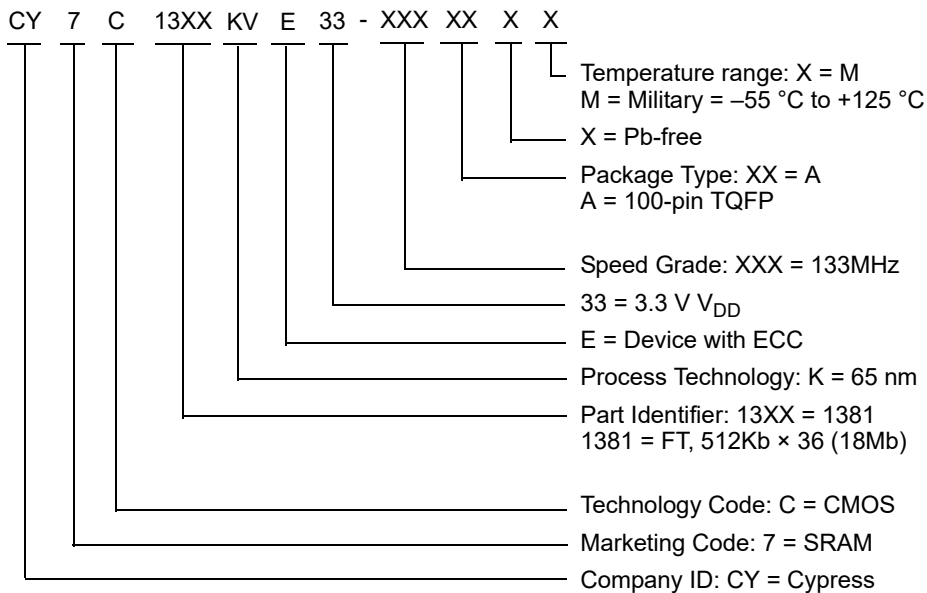 CY 7 C 13XX KV E 33 - XXX XX X X
Temperature range: X = M
M = Military = –55 °C to +125 °C
X = Pb-free
Package Type: XX = A
A = 100-pin TQFP
Speed Grade: XXX = 133MHz
33 = 3.3 V VDD
E = Device with ECC
Process Technology: K = 65 nm
Part Identifier: 13XX = 1381
1381 = FT, 512Kb × 36 (18Mb)
Technology Code: C = CMOS
Marketing Code: 7 = SRAM
Company ID: CY = Cypress